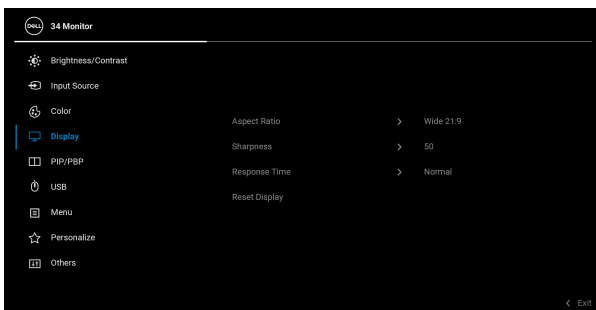 DELL 34 Monitor
Brightness/Contrast
Input Source
Color
Display
PIP/PBP
USB
Menu
Personalize
Others
Aspect Ratio > Wide 21:9
Sharpness > 50
Response Time > Normal
Reset Display
< Exit